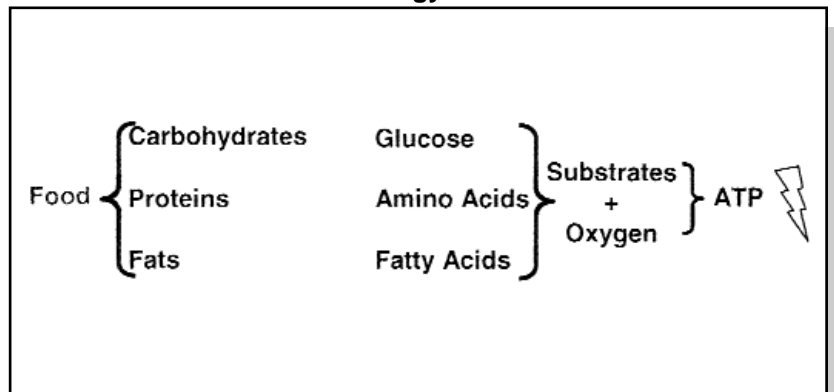 Carbohydrates Glucose
Substrates
Food Proteins Amino Acids + ATP
Oxygen
Fats Fatty Acids